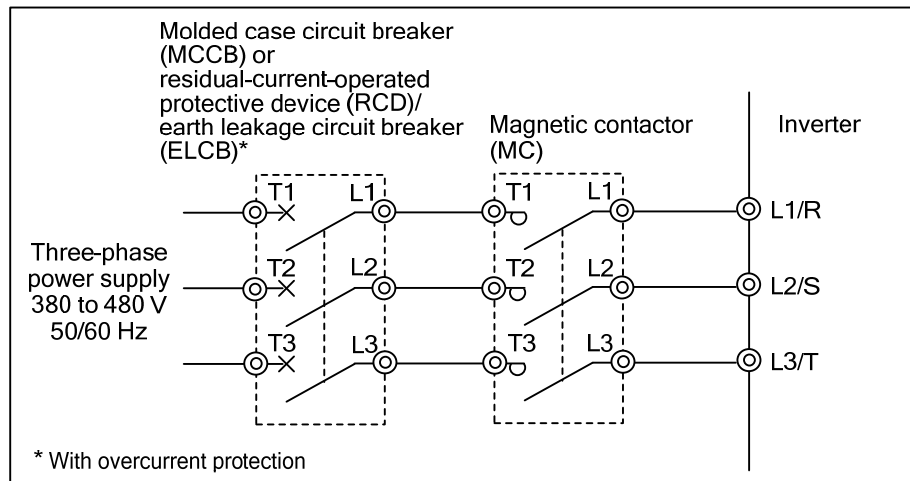 Molded case circuit breaker
(MCCB) or
residual-current-operated
protective device (RCD)/
earth leakage circuit breaker
(ELCB)*
Magnetic contactor
(MC)
Inverter
T1 L1 T1 L1 L1/R
Three-phase
power supply
380 to 480 V
50/60 Hz
T2 L2 T2 L2 L2/S
T3 L3 T3 L3 L3/T
* With overcurrent protection